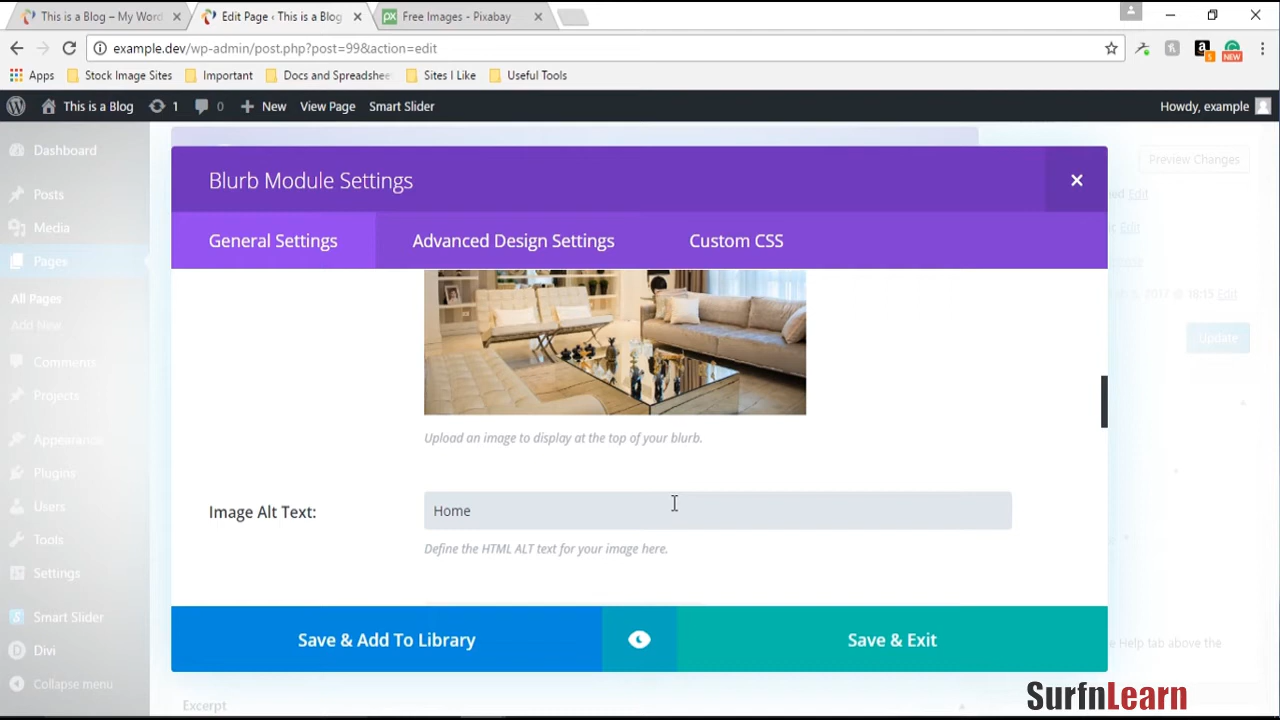 This is a Blog – My Word
Edit Page ‹ This is a Blog
Free Images - Pixabay
example.dev/wp-admin/post.php?post=99&action=edit
Apps
Stock Image Sites
Important
Docs and Spreadshee
Sites I Like
Useful Tools
NEW
This is a Blog
1
0
New
View Page
Smart Slider
Howdy, example
Dashboard
Posts
Media
Pages
All Pages
Add New
Comments
Projects
Appearance
Plugins
Users
Tools
Settings
Smart Slider
Divi
Collapse menu
Preview Changes
Edit
Edit
2017 @ 18:15 Edit
Update
Blurb Module Settings
General Settings
Advanced Design Settings
Custom CSS
Upload an image to display at the top of your blurb.
Image Alt Text:
Home
Define the HTML ALT text for your image here.
Save & Add To Library
Save & Exit
Help tab above the
Excerpt
SurfnLearn